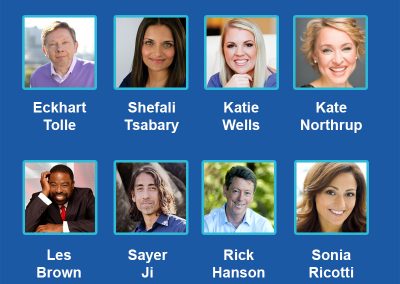 Eckhart Shefali Katie Kate
Tolle Tsabary Wells Northrup
Les Sayer Rick Sonia
Brown Ji Hanson Ricotti